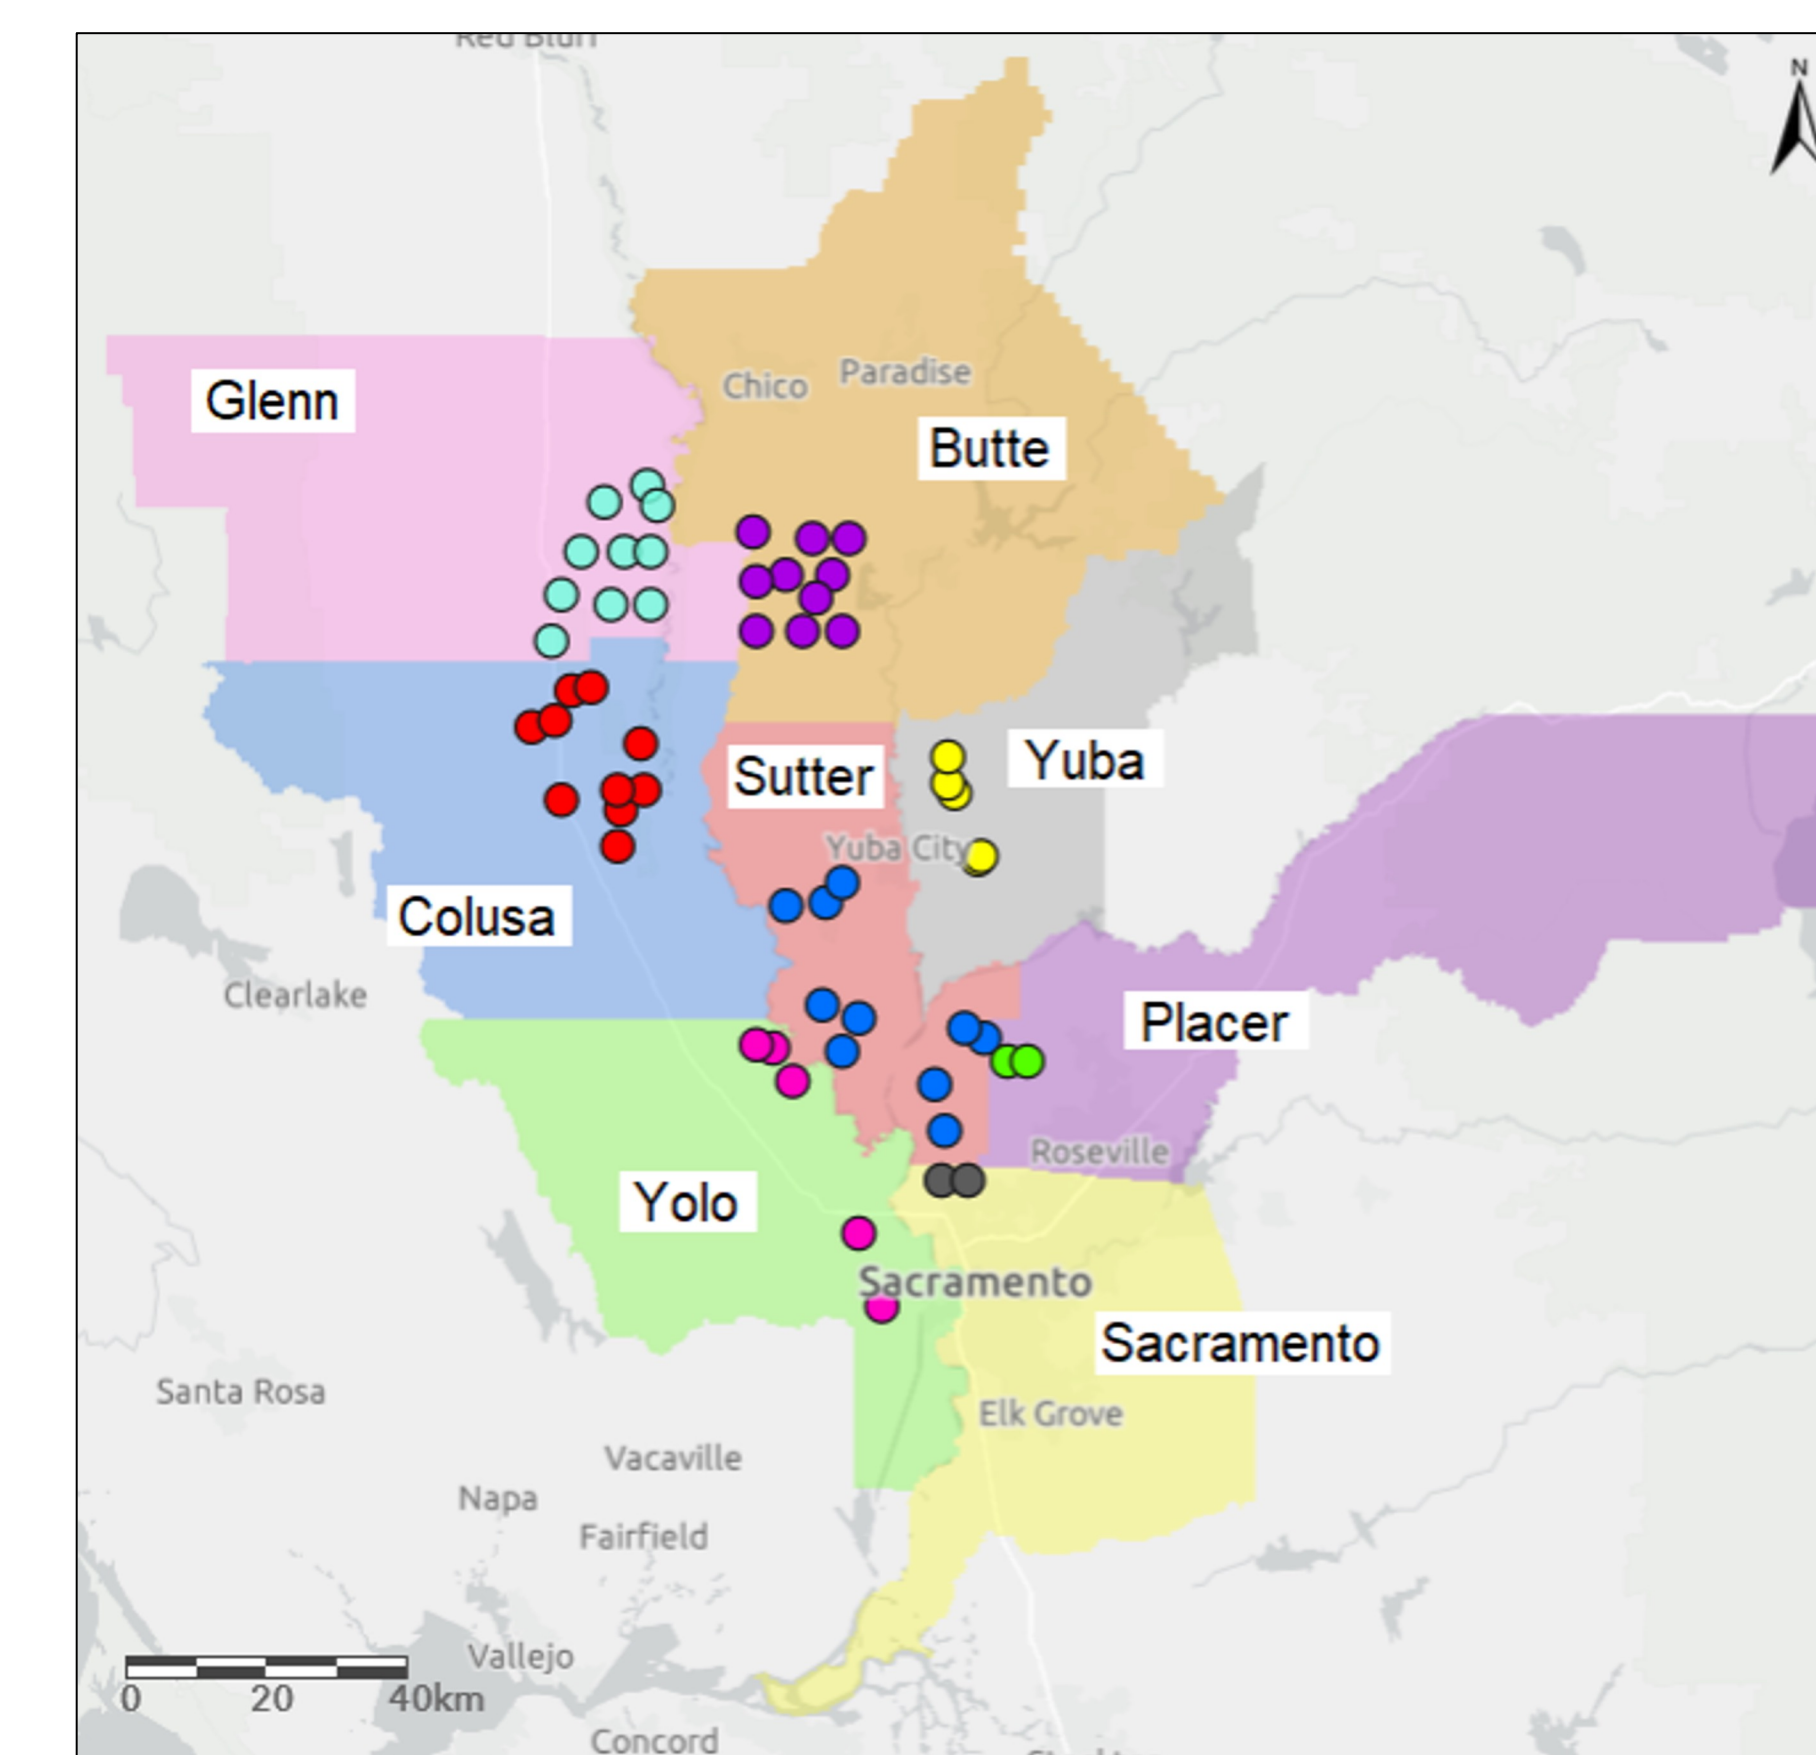 Red Bluff
N
Chico
Paradise
Glenn
Butte
Sutter
Yuba
Yuba City
Colusa
Clearlake
Placer
Roseville
Yolo
Sacramento
Sacramento
Santa Rosa
Elk Grove
Vacaville
Napa
Fairfield
Vallejo
0 20 40km
Concord